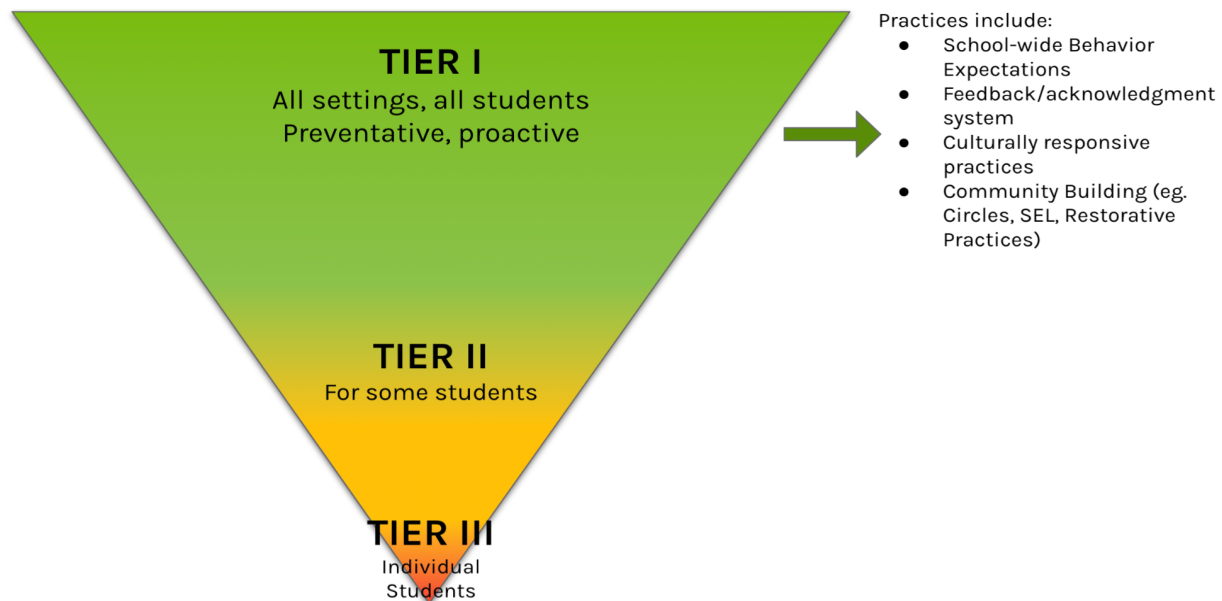 TIER I
All settings, all students
Preventative, proactive
Practices include:
● School-wide Behavior
Expectations
● Feedback/acknowledgment
system
● Culturally responsive
practices
● Community Building (eg.
Circles, SEL, Restorative
Practices)
TIER II
For some students
TIER III
Individual
Students